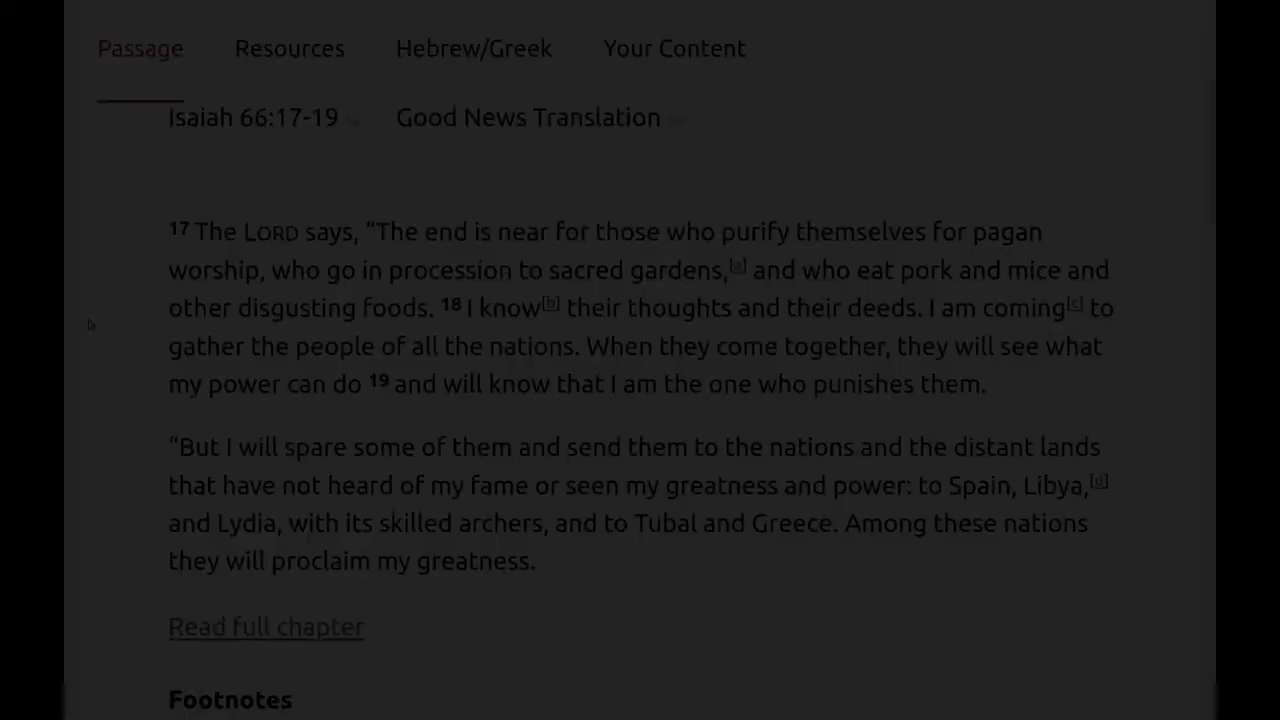 Passage Resources Hebrew/Greek Your Content
Isaiah 66:17-19 Good News Translation
17 The LORD says, “The end is near for those who purify themselves for pagan
worship, who go in procession to sacred gardens,[a] and who eat pork and mice and
other disgusting foods. 18 I know[b] their thoughts and their deeds. I am coming[c] to
gather the people of all the nations. When they come together, they will see what
my power can do 19 and will know that I am the one who punishes them.
“But I will spare some of them and send them to the nations and the distant lands
that have not heard of my fame or seen my greatness and power: to Spain, Libya,[d]
and Lydia, with its skilled archers, and to Tubal and Greece. Among these nations
they will proclaim my greatness.
Read full chapter
Footnotes